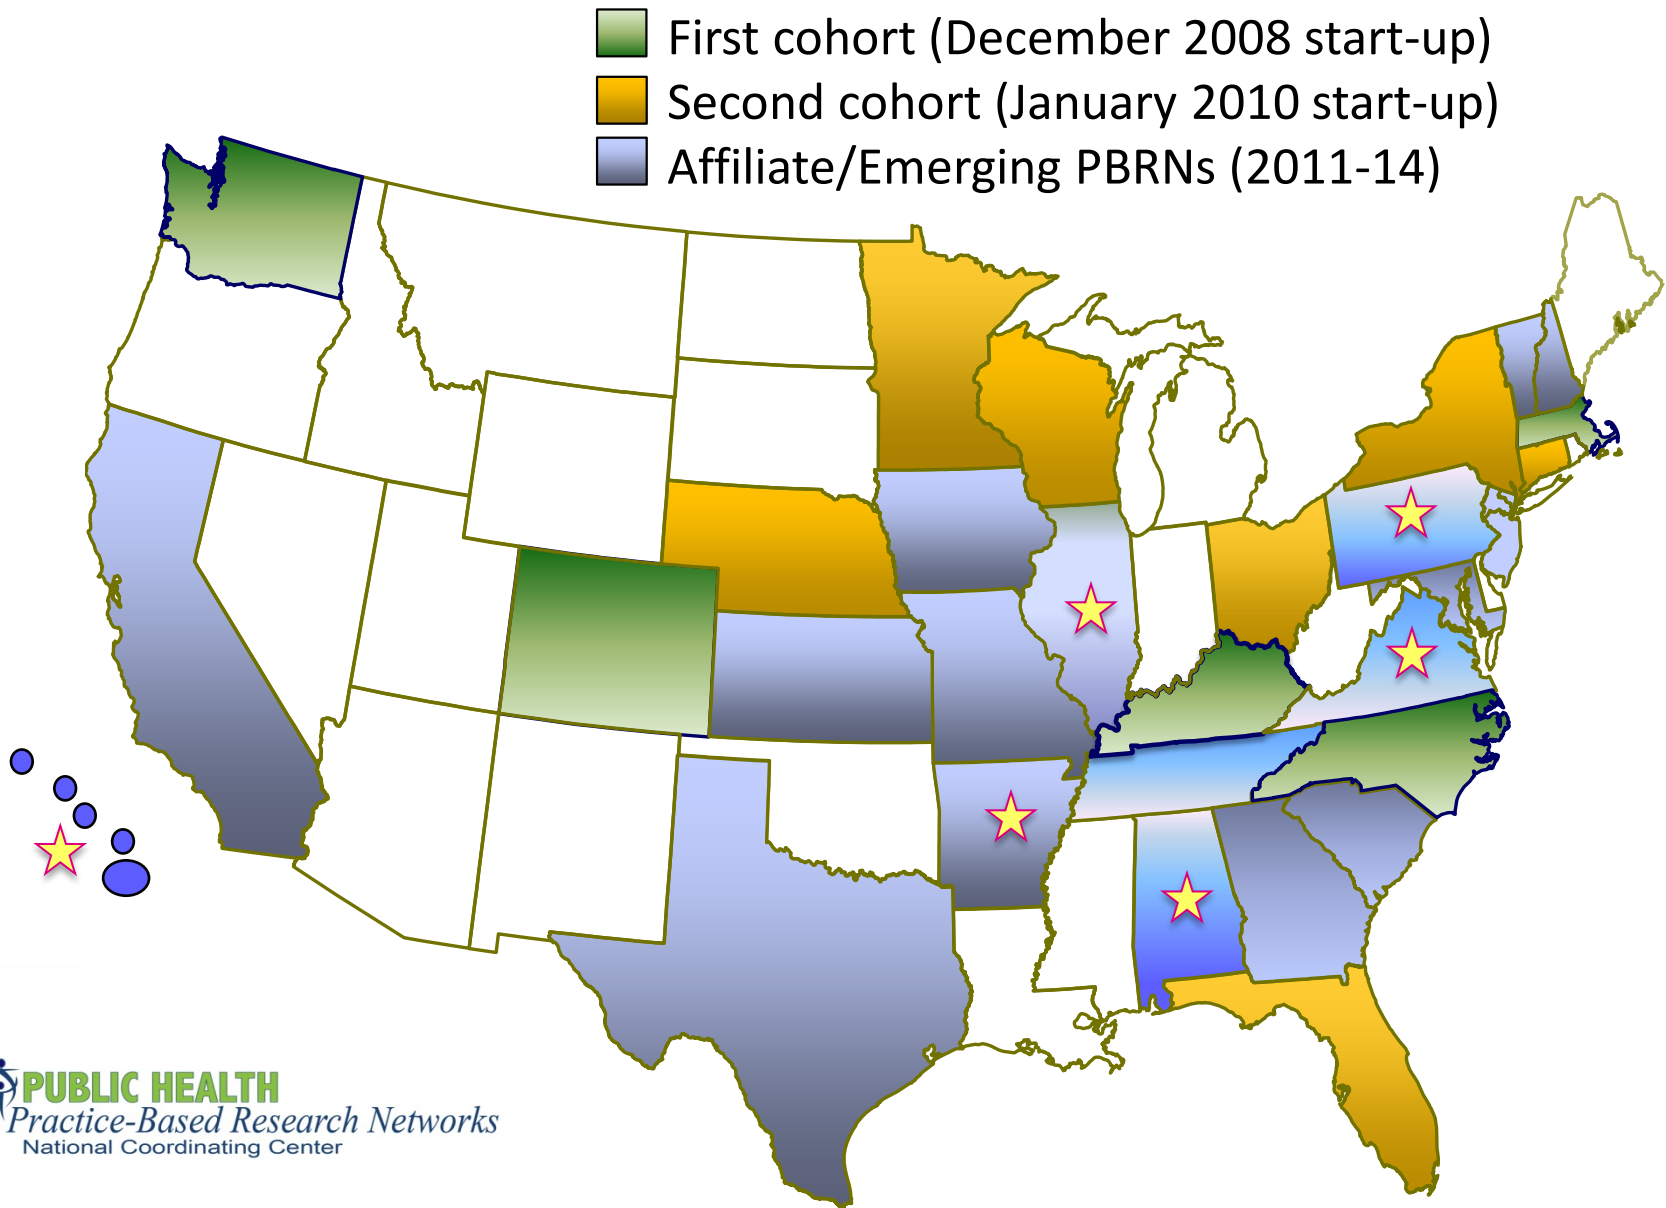 First cohort (December 2008 start-up)
Second cohort (January 2010 start-up)
Affiliate/Emerging PBRNs (2011-14)
PUBLIC HEALTH
Practice-Based Research Networks
National Coordinating Center